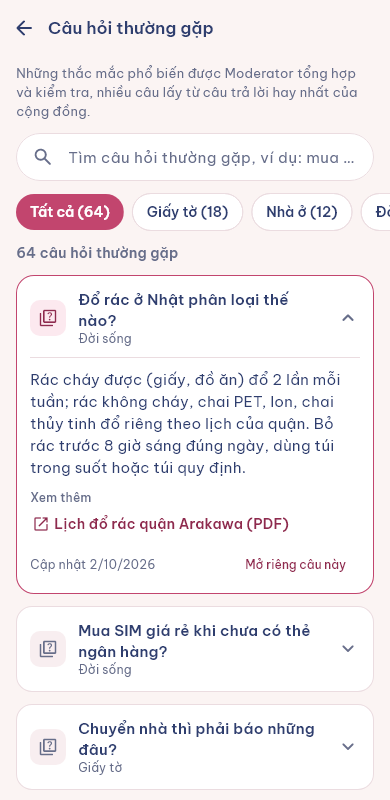 Câu hỏi thường gặp
Những thắc mắc phổ biến được Moderator tổng hợp
và kiểm tra, nhiều câu lấy từ câu trả lời hay nhất của
cộng đồng.
Tìm câu hỏi thường gặp, ví dụ: mua ...
Tất cả (64)
Giấy tờ (18)
Nhà ở (12)
64 câu hỏi thường gặp
Đổ rác ở Nhật phân loại thế
nào?
Đời sống
Rác cháy được (giấy, đồ ăn) đổ 2 lần mỗi
tuần; rác không cháy, chai PET, lon, chai
thủy tinh đổ riêng theo lịch của quận. Bỏ
rác trước 8 giờ sáng đúng ngày, dùng túi
trong suốt hoặc túi quy định.
Xem thêm
Lịch đổ rác quận Arakawa (PDF)
Cập nhật 2/10/2026
Mở riêng câu này
Mua SIM giá rẻ khi chưa có thẻ
ngân hàng?
Đời sống
Chuyển nhà thì phải báo những
đâu?
Giấy tờ